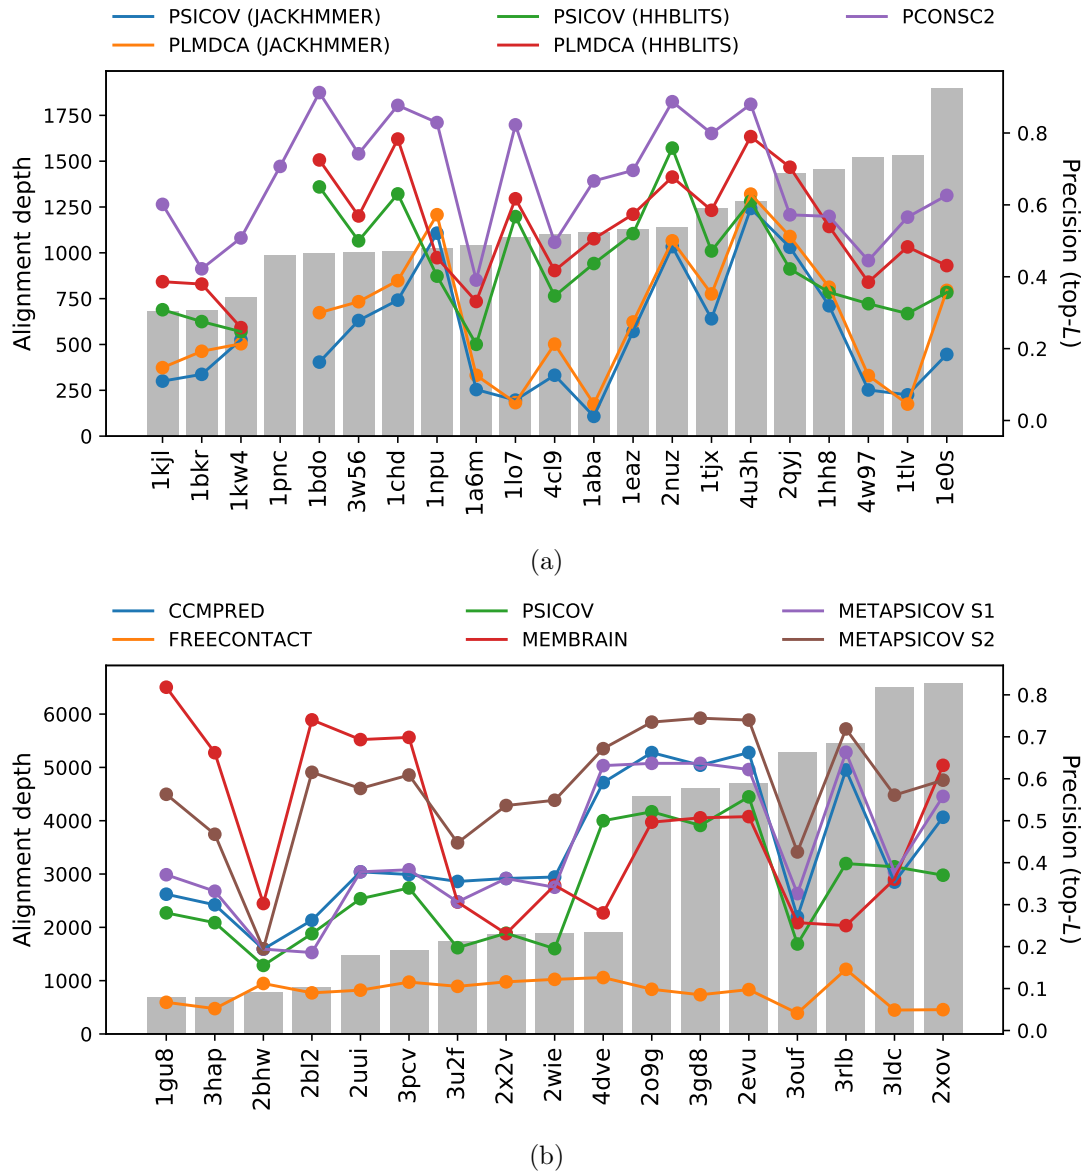 PSICOV (JACKHMMER) PSICOV (HHBLITS) PCONSC2
PLMDCA (JACKHMMER) PLMDCA (HHBLITS)
Alignment depth
1750
1500
1250
1000
750
500
250
0
0.8
0.6
0.4
0.2
0.0
Precision (top-L)
1kjl 1bkr 1kw4 1pnc 1bdo 3w56 1chd 1npu 1a6m 1lo7 4cl9 1aba 1eaz 2nuz 1tjx 4u3h 2qyj 1hh8 4w97 1tlv 1e0s
(a)
CCMPRED PSICOV METAPSICOV S1
FREECONTACT MEMBRAIN METAPSICOV S2
Alignment depth
6000
5000
4000
3000
2000
1000
0
0.8
0.7
0.6
0.5
0.4
0.3
0.2
0.1
0.0
Precision (top-L)
1gu8 3hap 2bhw 2bl2 2uui 3pcv 3u2f 2x2v 2wie 4dve 2o9g 3gd8 2evu 3ouf 3rlb 3ldc 2xov
(b)